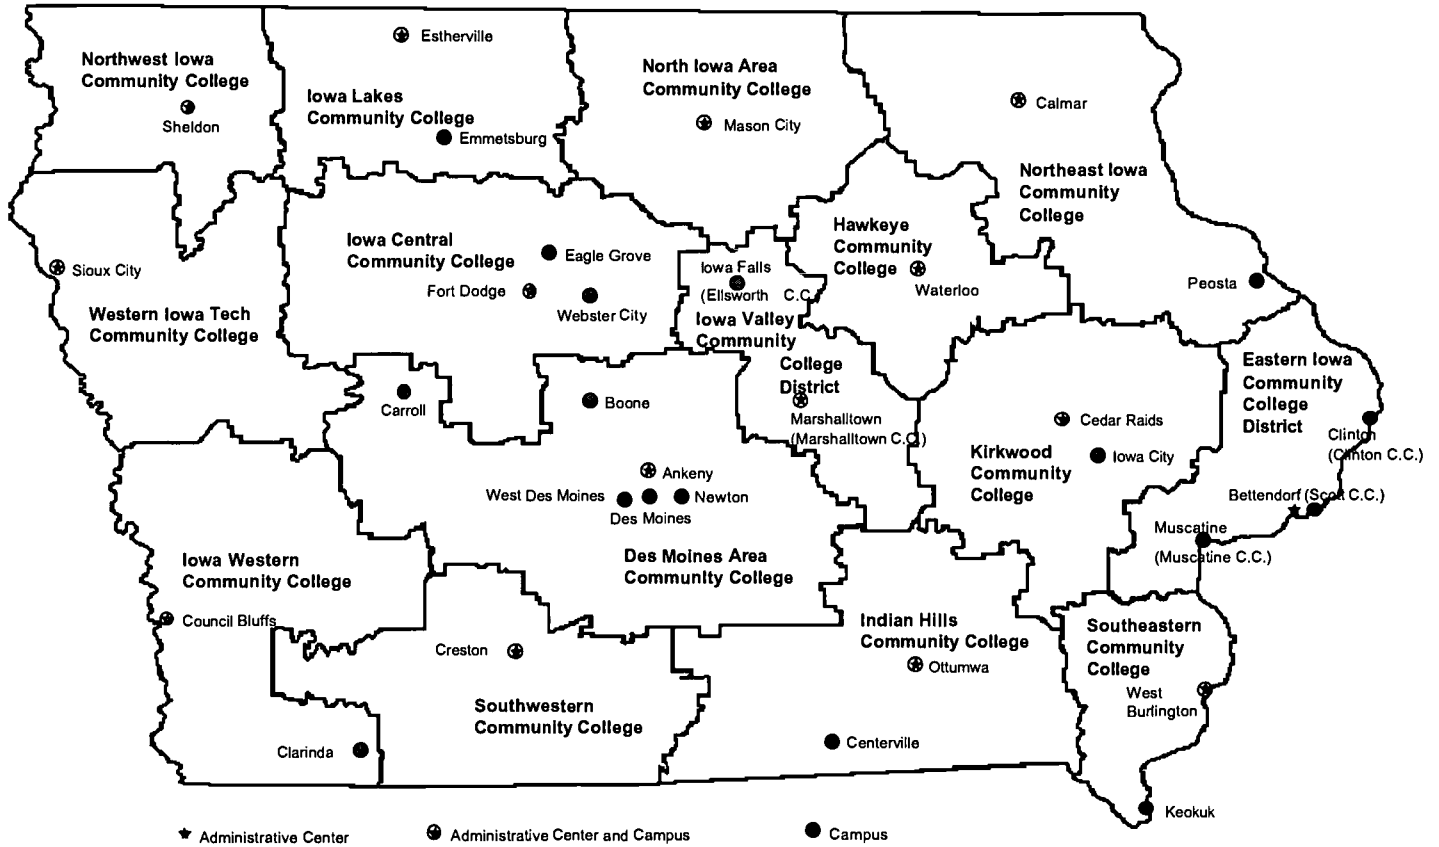 Estherville
Northwest Iowa
Community College
Sheldon
Iowa Lakes
Community College
Emmetsburg
North Iowa Area
Community College
Mason City
Calmar
Northeast Iowa
Community
College
Peosta
Hawkeye
Community
College
Waterloo
Iowa Central
Community College
Eagle Grove
Fort Dodge
Webster City
Iowa Falls
(Ellsworth C.C.)
Iowa Valley
Community
College
District
Marshalltown
(Marshalltown C.C.)
Sioux City
Western Iowa Tech
Community College
Carroll
Boone
Ankeny
West Des Moines
Newton
Des Moines
Des Moines Area
Community College
Cedar Raids
Iowa City
Kirkwood
Community
College
Eastern Iowa
Community
College
District
Clinton
(Clinton C.C.)
Bettendorf (Scott C.C.)
Muscatine
(Muscatine C.C.)
Iowa Western
Community College
Council Bluffs
Clarinda
Creston
Southwestern
Community College
Indian Hills
Community College
Ottumwa
Centerville
Southeastern
Community
College
West
Burlington
Keokuk
Administrative Center
Administrative Center and Campus
Campus